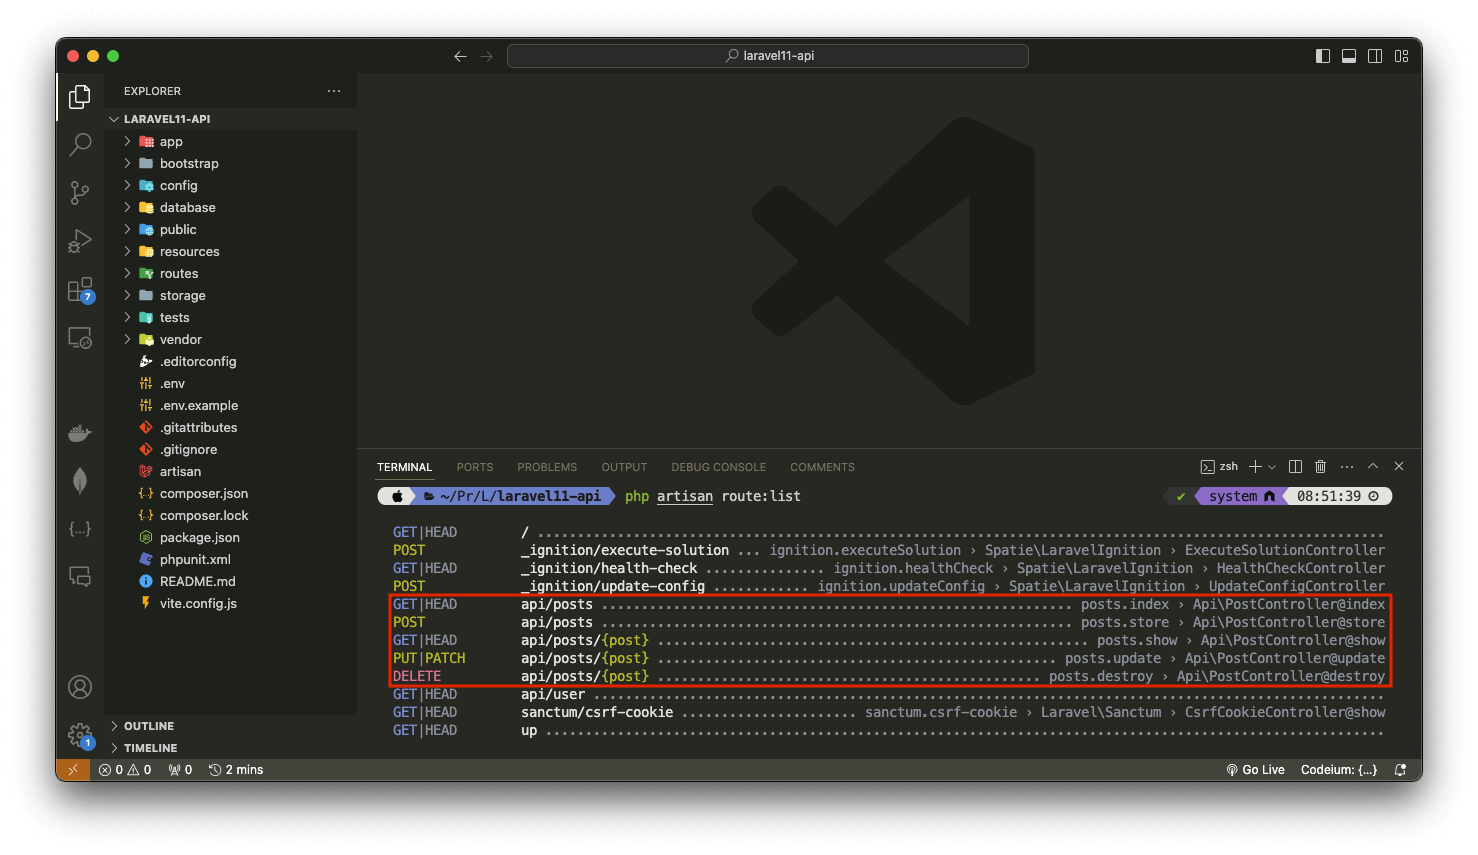 laravel11-api
EXPLORER
LARAVEL11-API
app
bootstrap
config
database
public
resources
routes
storage
tests
vendor
.editorconfig
.env
.env.example
.gitattributes
.gitignore
artisan
composer.json
composer.lock
package.json
phpunit.xml
README.md
vite.config.js
OUTLINE
TIMELINE
7
1
TERMINAL PORTS PROBLEMS OUTPUT DEBUG CONSOLE COMMENTS zsh
~/Pr/L/laravel11-api php artisan route:list ✔ system 08:51:39
GET|HEAD / ..........................................................................................................
POST _ignition/execute-solution ... ignition.executeSolution › Spatie\LaravelIgnition › ExecuteSolutionController
GET|HEAD _ignition/health-check ............... ignition.healthCheck › Spatie\LaravelIgnition › HealthCheckController
POST _ignition/update-config ............ ignition.updateConfig › Spatie\LaravelIgnition › UpdateConfigController
GET|HEAD api/posts ........................................................... posts.index › Api\PostController@index
POST api/posts ........................................................... posts.store › Api\PostController@store
GET|HEAD api/posts/{post} ...................................................... posts.show › Api\PostController@show
PUT|PATCH api/posts/{post} .................................................. posts.update › Api\PostController@update
DELETE api/posts/{post} ................................................ posts.destroy › Api\PostController@destroy
GET|HEAD api/user ...................................................................................................
GET|HEAD sanctum/csrf-cookie ...................... sanctum.csrf-cookie › Laravel\Sanctum › CsrfCookieController@show
GET|HEAD up .........................................................................................................
0 0 0 2 mins Go Live Codeium: {...}